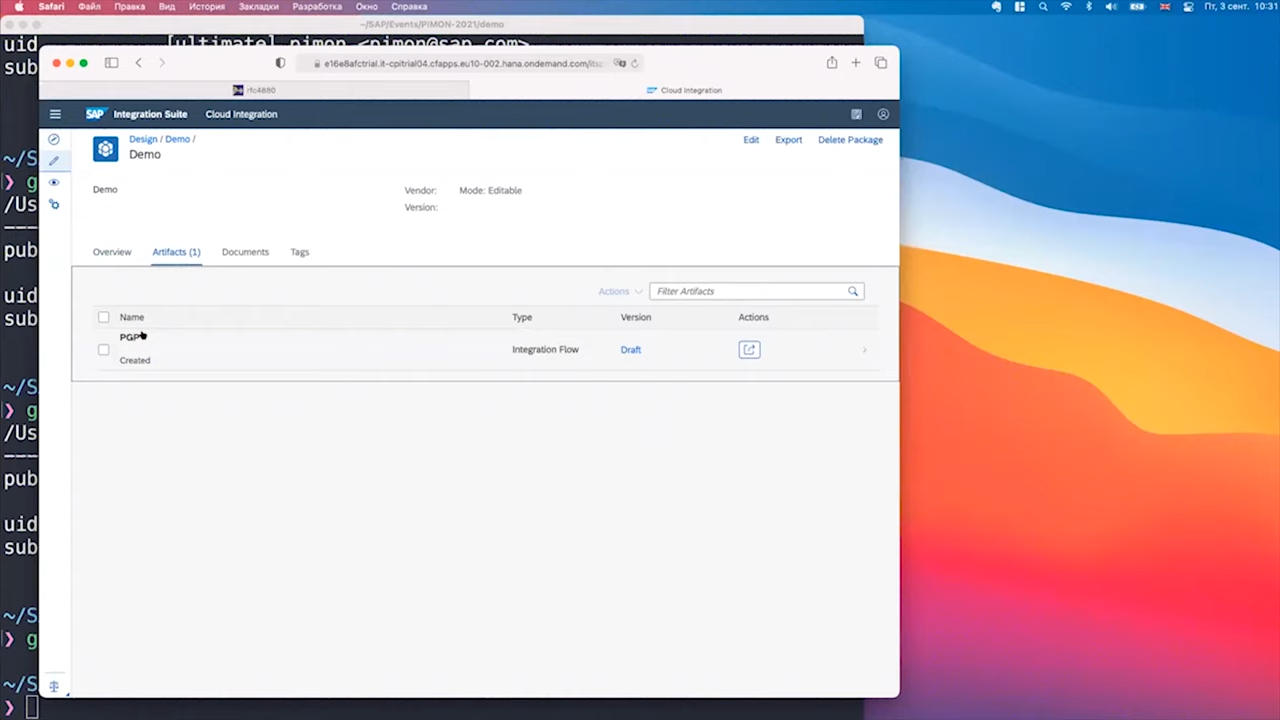 Safari Файл Правка Вид История Закладки Разработка Окно Справка Пт, 3 сент. 10:31
~/SAP/Events/PIMON-2021/demo
uid [ultimate] pimon <pimon@sap.com>
sub
e16e8afctrial.it-cpitrial04.cfapps.eu10-002.hana.ondemand.com/its
rfc4880 Cloud Integration
SAP Integration Suite Cloud Integration
Design / Demo /
Demo
Edit Export Delete Package
Demo Vendor: Mode: Editable
Version:
Overview Artifacts (1) Documents Tags
Actions Filter Artifacts
Name Type Version Actions
PGP
Created Integration Flow Draft
~/S
❯ g
/Us
----
pub
uid
sub
~/S
❯ g
/Us
----
pub
uid
sub
~/S
❯ g
~/S
❯